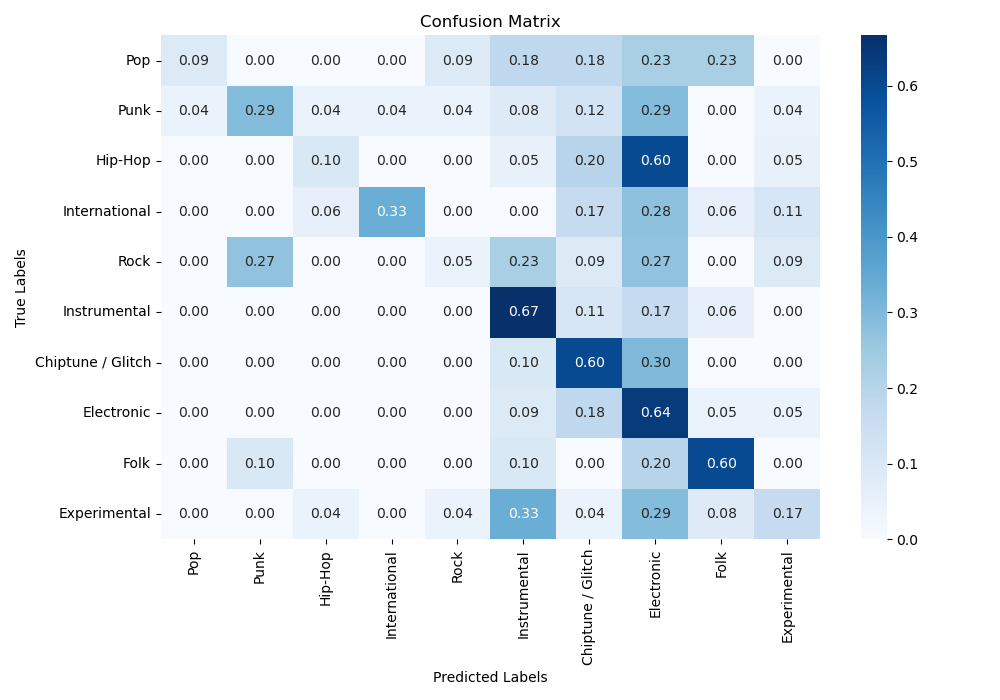 Confusion Matrix
Pop 0.09 0.00 0.00 0.00 0.09 0.18 0.18 0.23 0.23 0.00
Punk 0.04 0.29 0.04 0.04 0.04 0.08 0.12 0.29 0.00 0.04
Hip-Hop 0.00 0.00 0.10 0.00 0.00 0.05 0.20 0.60 0.00 0.05
International 0.00 0.00 0.06 0.33 0.00 0.00 0.17 0.28 0.06 0.11
Rock 0.00 0.27 0.00 0.00 0.05 0.23 0.09 0.27 0.00 0.09
Instrumental 0.00 0.00 0.00 0.00 0.00 0.67 0.11 0.17 0.06 0.00
Chiptune / Glitch 0.00 0.00 0.00 0.00 0.00 0.10 0.60 0.30 0.00 0.00
Electronic 0.00 0.00 0.00 0.00 0.00 0.09 0.18 0.64 0.05 0.05
Folk 0.00 0.10 0.00 0.00 0.00 0.10 0.00 0.20 0.60 0.00
Experimental 0.00 0.00 0.04 0.00 0.04 0.33 0.04 0.29 0.08 0.17
Pop Punk Hip-Hop International Rock Instrumental Chiptune / Glitch Electronic Folk Experimental
Predicted Labels
True Labels
0.6
0.5
0.4
0.3
0.2
0.1
0.0